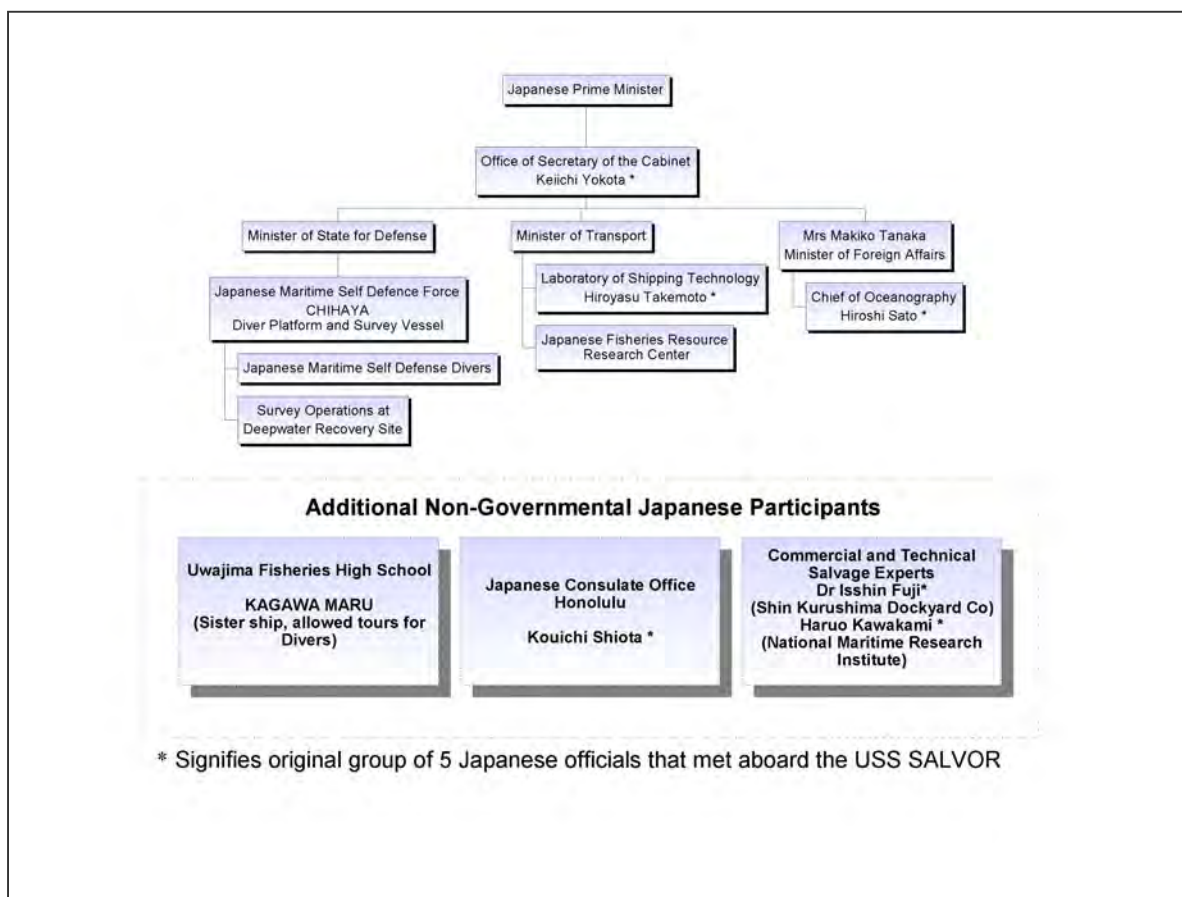 Japanese Prime Minister
Office of Secretary of the Cabinet
Keiichi Yokota *
Minister of State for Defense
Minister of Transport
Mrs Makiko Tanaka
Minister of Foreign Affairs
Japanese Maritime Self Defence Force
CHIHAYA
Diver Platform and Survey Vessel
Laboratory of Shipping Technology
Hiroyasu Takemoto *
Chief of Oceanography
Hiroshi Sato *
Japanese Fisheries Resource
Research Center
Japanese Maritime Self Defense Divers
Survey Operations at
Deepwater Recovery Site
Additional Non-Governmental Japanese Participants
Uwajima Fisheries High School
KAGAWA MARU
(Sister ship, allowed tours for
Divers)
Japanese Consulate Office
Honolulu
Kouichi Shiota *
Commercial and Technical
Salvage Experts
Dr Isshin Fuji*
(Shin Kurushima Dockyard Co)
Haruo Kawakami *
(National Maritime Research
Institute)
* Signifies original group of 5 Japanese officials that met aboard the USS SALVOR